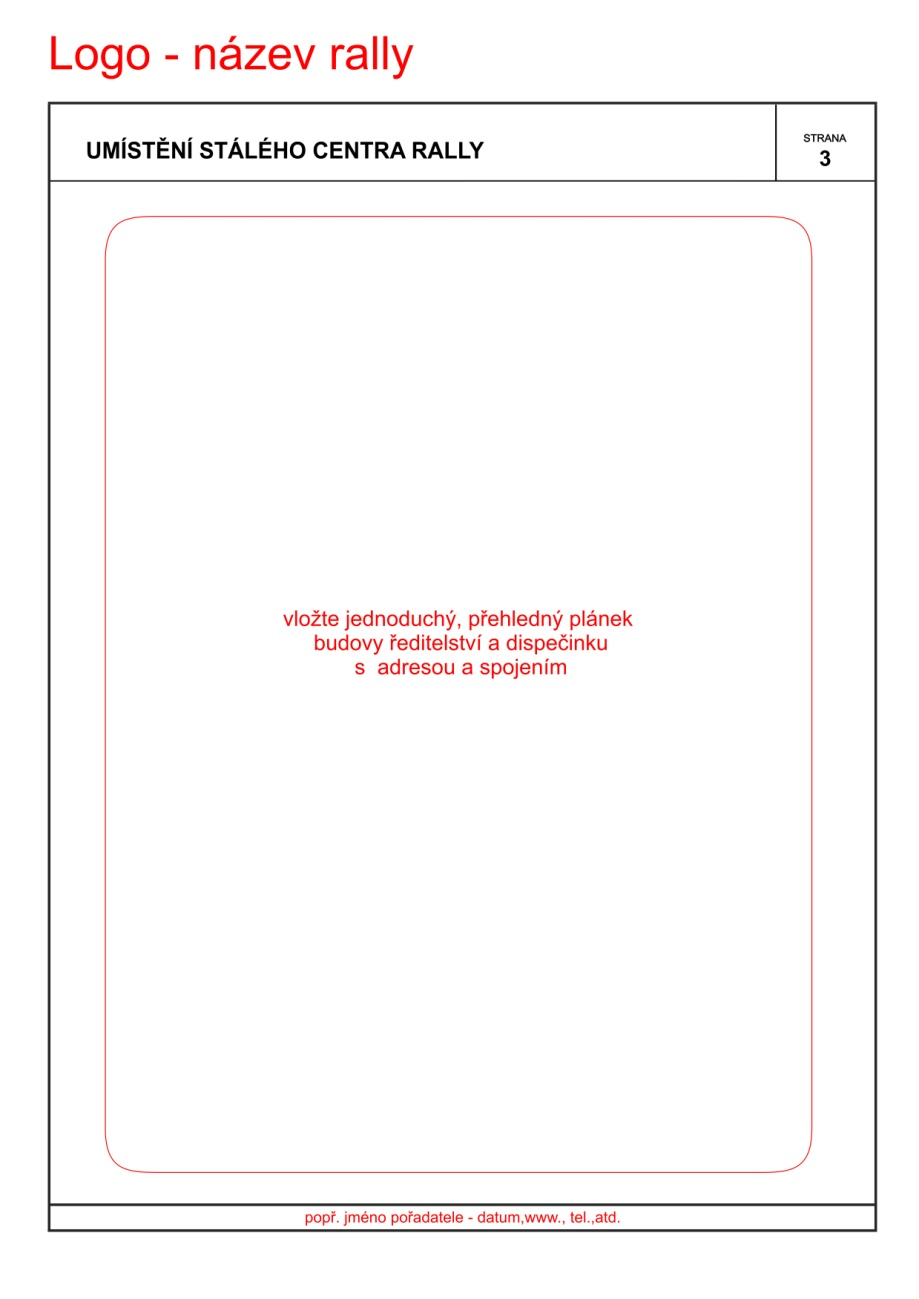 Logo - název rally
UMÍSTĚNÍ STÁLÉHO CENTRA RALLY
STRANA
3
vložte jednoduchý, přehledný plánek
budovy ředitelství a dispečinku
s  adresou a spojením
popř. jméno pořadatele - datum,www., tel.,atd.